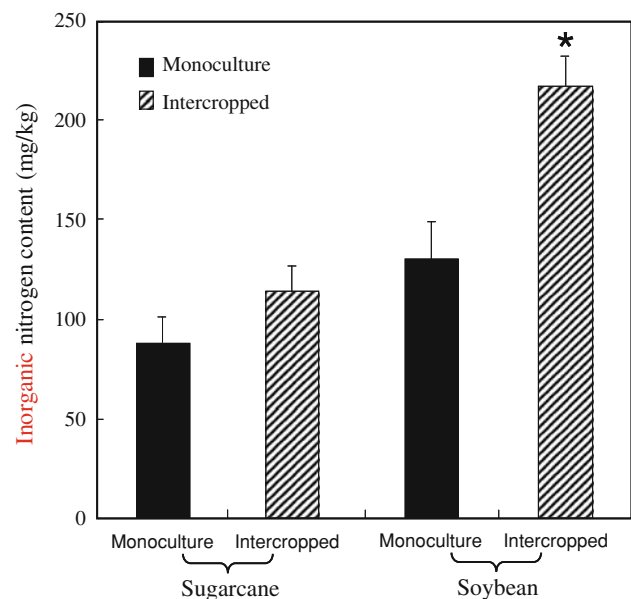 Inorganic nitrogen content (mg/kg)
250
200
150
100
50
0
Monoculture
Intercropped
*
Monoculture Intercropped Monoculture Intercropped
Sugarcane Soybean